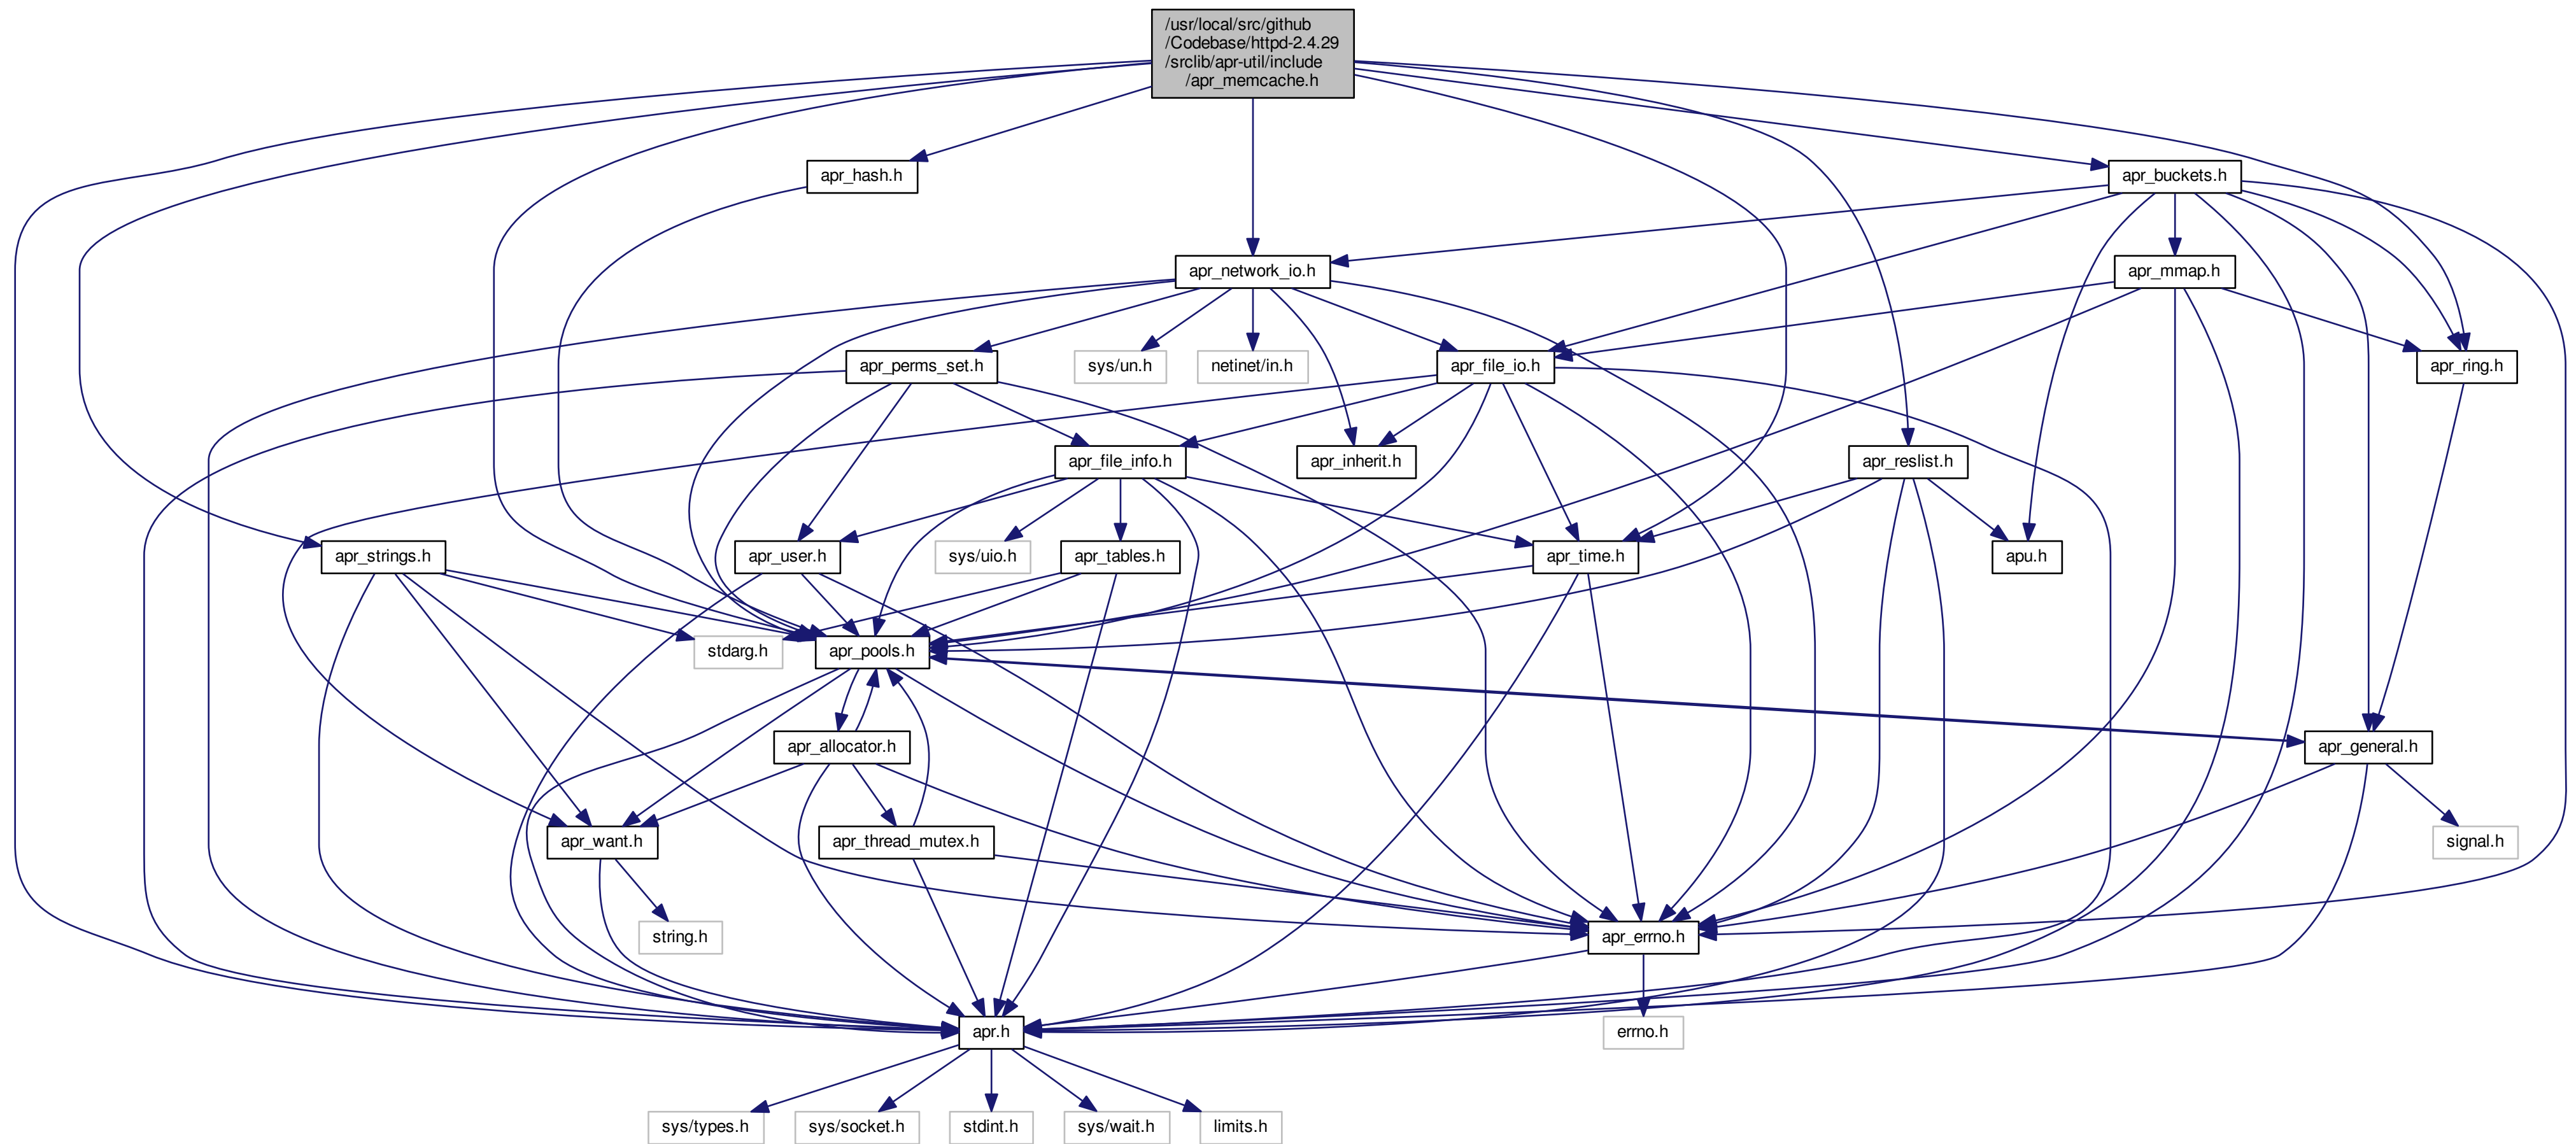 /usr/local/src/github
/Codebase/httpd-2.4.29
/srclib/apr-util/include
/apr_memcache.h
apr_hash.h
apr_buckets.h
apr_network_io.h
apr_mmap.h
apr_perms_set.h
sys/un.h
netinet/in.h
apr_file_io.h
apr_ring.h
apr_file_info.h
apr_inherit.h
apr_reslist.h
apr_strings.h
apr_user.h
sys/uio.h
apr_tables.h
apr_time.h
apu.h
stdarg.h
apr_pools.h
apr_allocator.h
apr_general.h
apr_want.h
apr_thread_mutex.h
signal.h
string.h
apr_errno.h
apr.h
errno.h
sys/types.h
sys/socket.h
stdint.h
sys/wait.h
limits.h